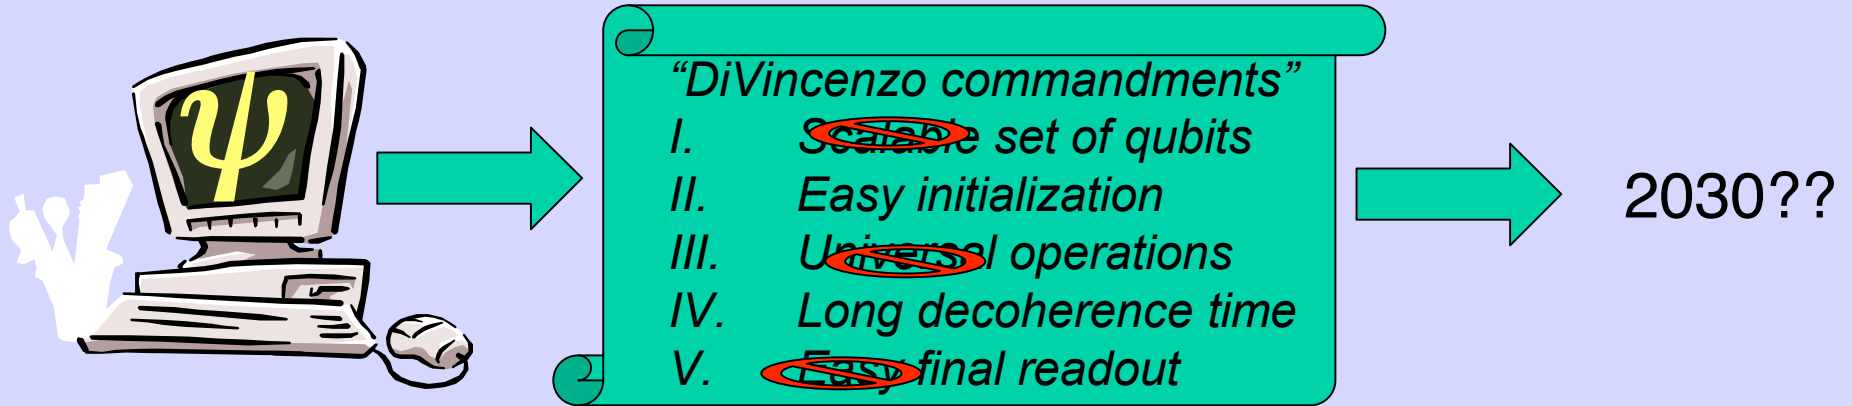 ψ
“DiVincenzo commandments”
I. Scalable set of qubits
II. Easy initialization
III. Universal operations
IV. Long decoherence time
V. Easy final readout
2030??